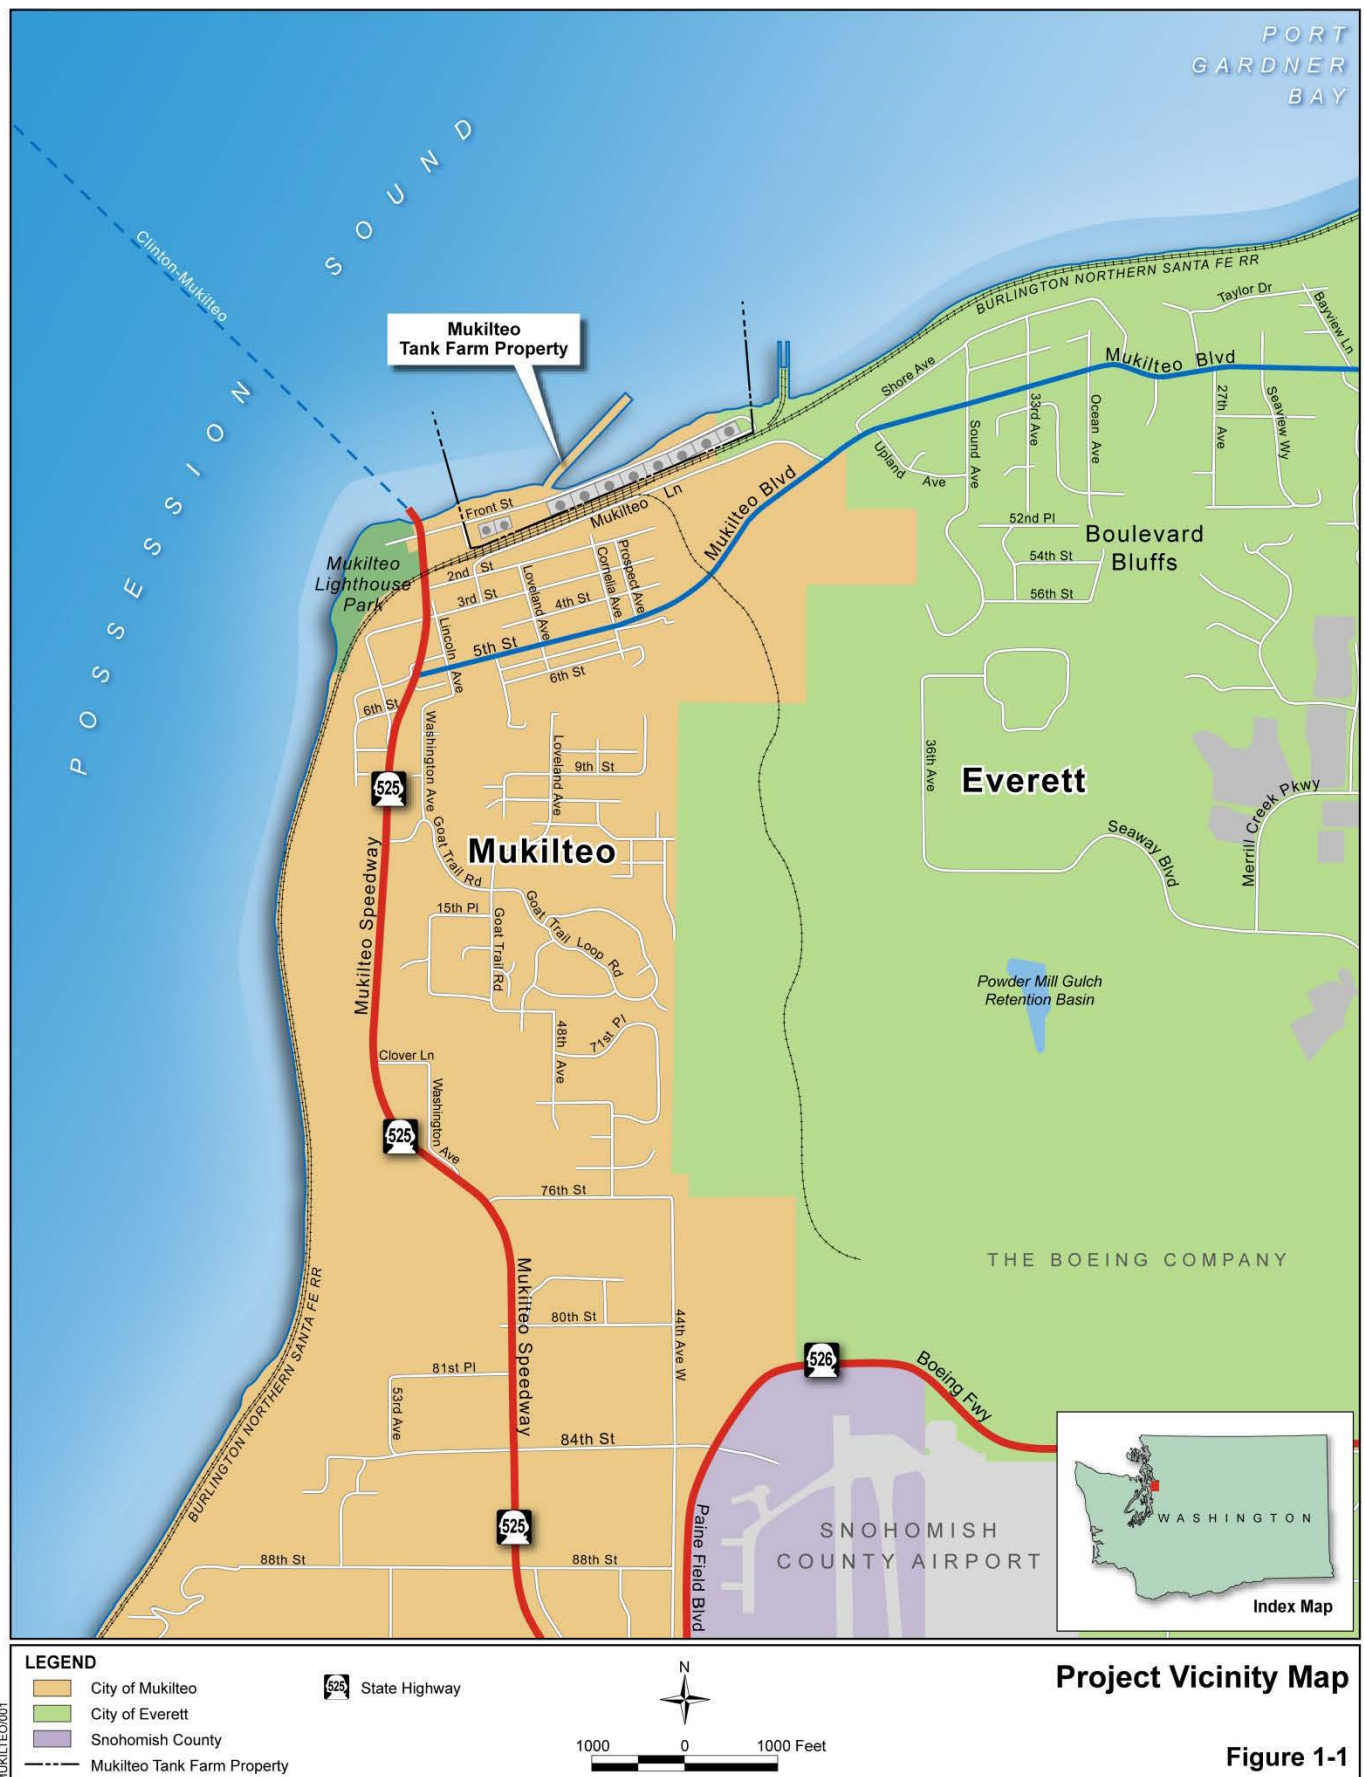 PORT
GARDNER
BAY
POSSESSION SOUND
Clinton-Mukilteo
Mukilteo
Tank Farm Property
BURLINGTON NORTHERN SANTA FE RR
Taylor Dr
Bayview Ln
Mukilteo Blvd
Shore Ave
33rd Ave
Ocean Ave
27th Ave
Seaview Wy
Sound Ave
Upland Ave
Front St
Mukilteo Ln
Mukilteo Blvd
52nd Pl
Boulevard
Bluffs
54th St
56th St
Mukilteo
Lighthouse
Park
2nd St
3rd St
4th St
Loveland Ave
Cornelia Ave
Prospect Ave
Lincoln Ave
5th St
6th St
6th St
Washington Ave
Loveland Ave
9th St
36th Ave
Everett
525
Merrill Creek Pkwy
Seaway Blvd
Mukilteo
Goat Trail Rd
Mukilteo Speedway
15th Pl
Goat Trail Rd
Goat Trail Loop Rd
Powder Mill Gulch
Retention Basin
48th Ave
71st Pl
Clover Ln
Washington Ave
525
76th St
THE BOEING COMPANY
Mukilteo Speedway
BURLINGTON NORTHERN SANTA FE RR
80th St
44th Ave W
526
Boeing Fwy
81st Pl
53rd Ave
84th St
525
Paine Field Blvd
SNOHOMISH
COUNTY AIRPORT
88th St
88th St
WASHINGTON
Index Map
LEGEND
City of Mukilteo
City of Everett
Snohomish County
Mukilteo Tank Farm Property
525 State Highway
N
1000 0 1000 Feet
Project Vicinity Map
Figure 1-1
MUKILTEO/001